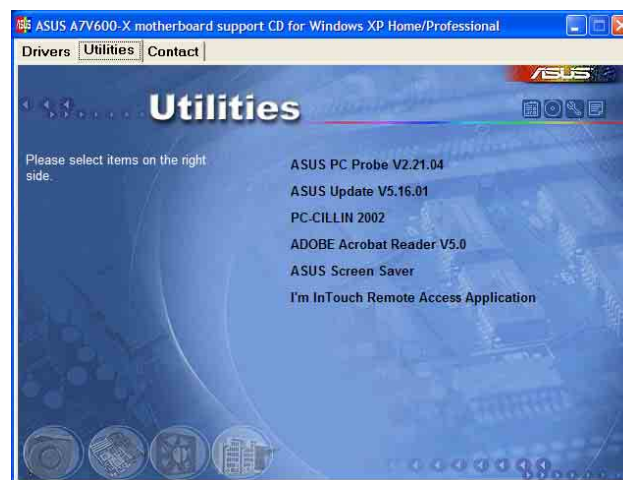 ASUS A7V600-X motherboard support CD for Windows XP Home/Professional
Drivers Utilities Contact
ASUS
Utilities
Please select items on the right
side.
ASUS PC Probe V2.21.04
ASUS Update V5.16.01
PC-CILLIN 2002
ADOBE Acrobat Reader V5.0
ASUS Screen Saver
I'm InTouch Remote Access Application